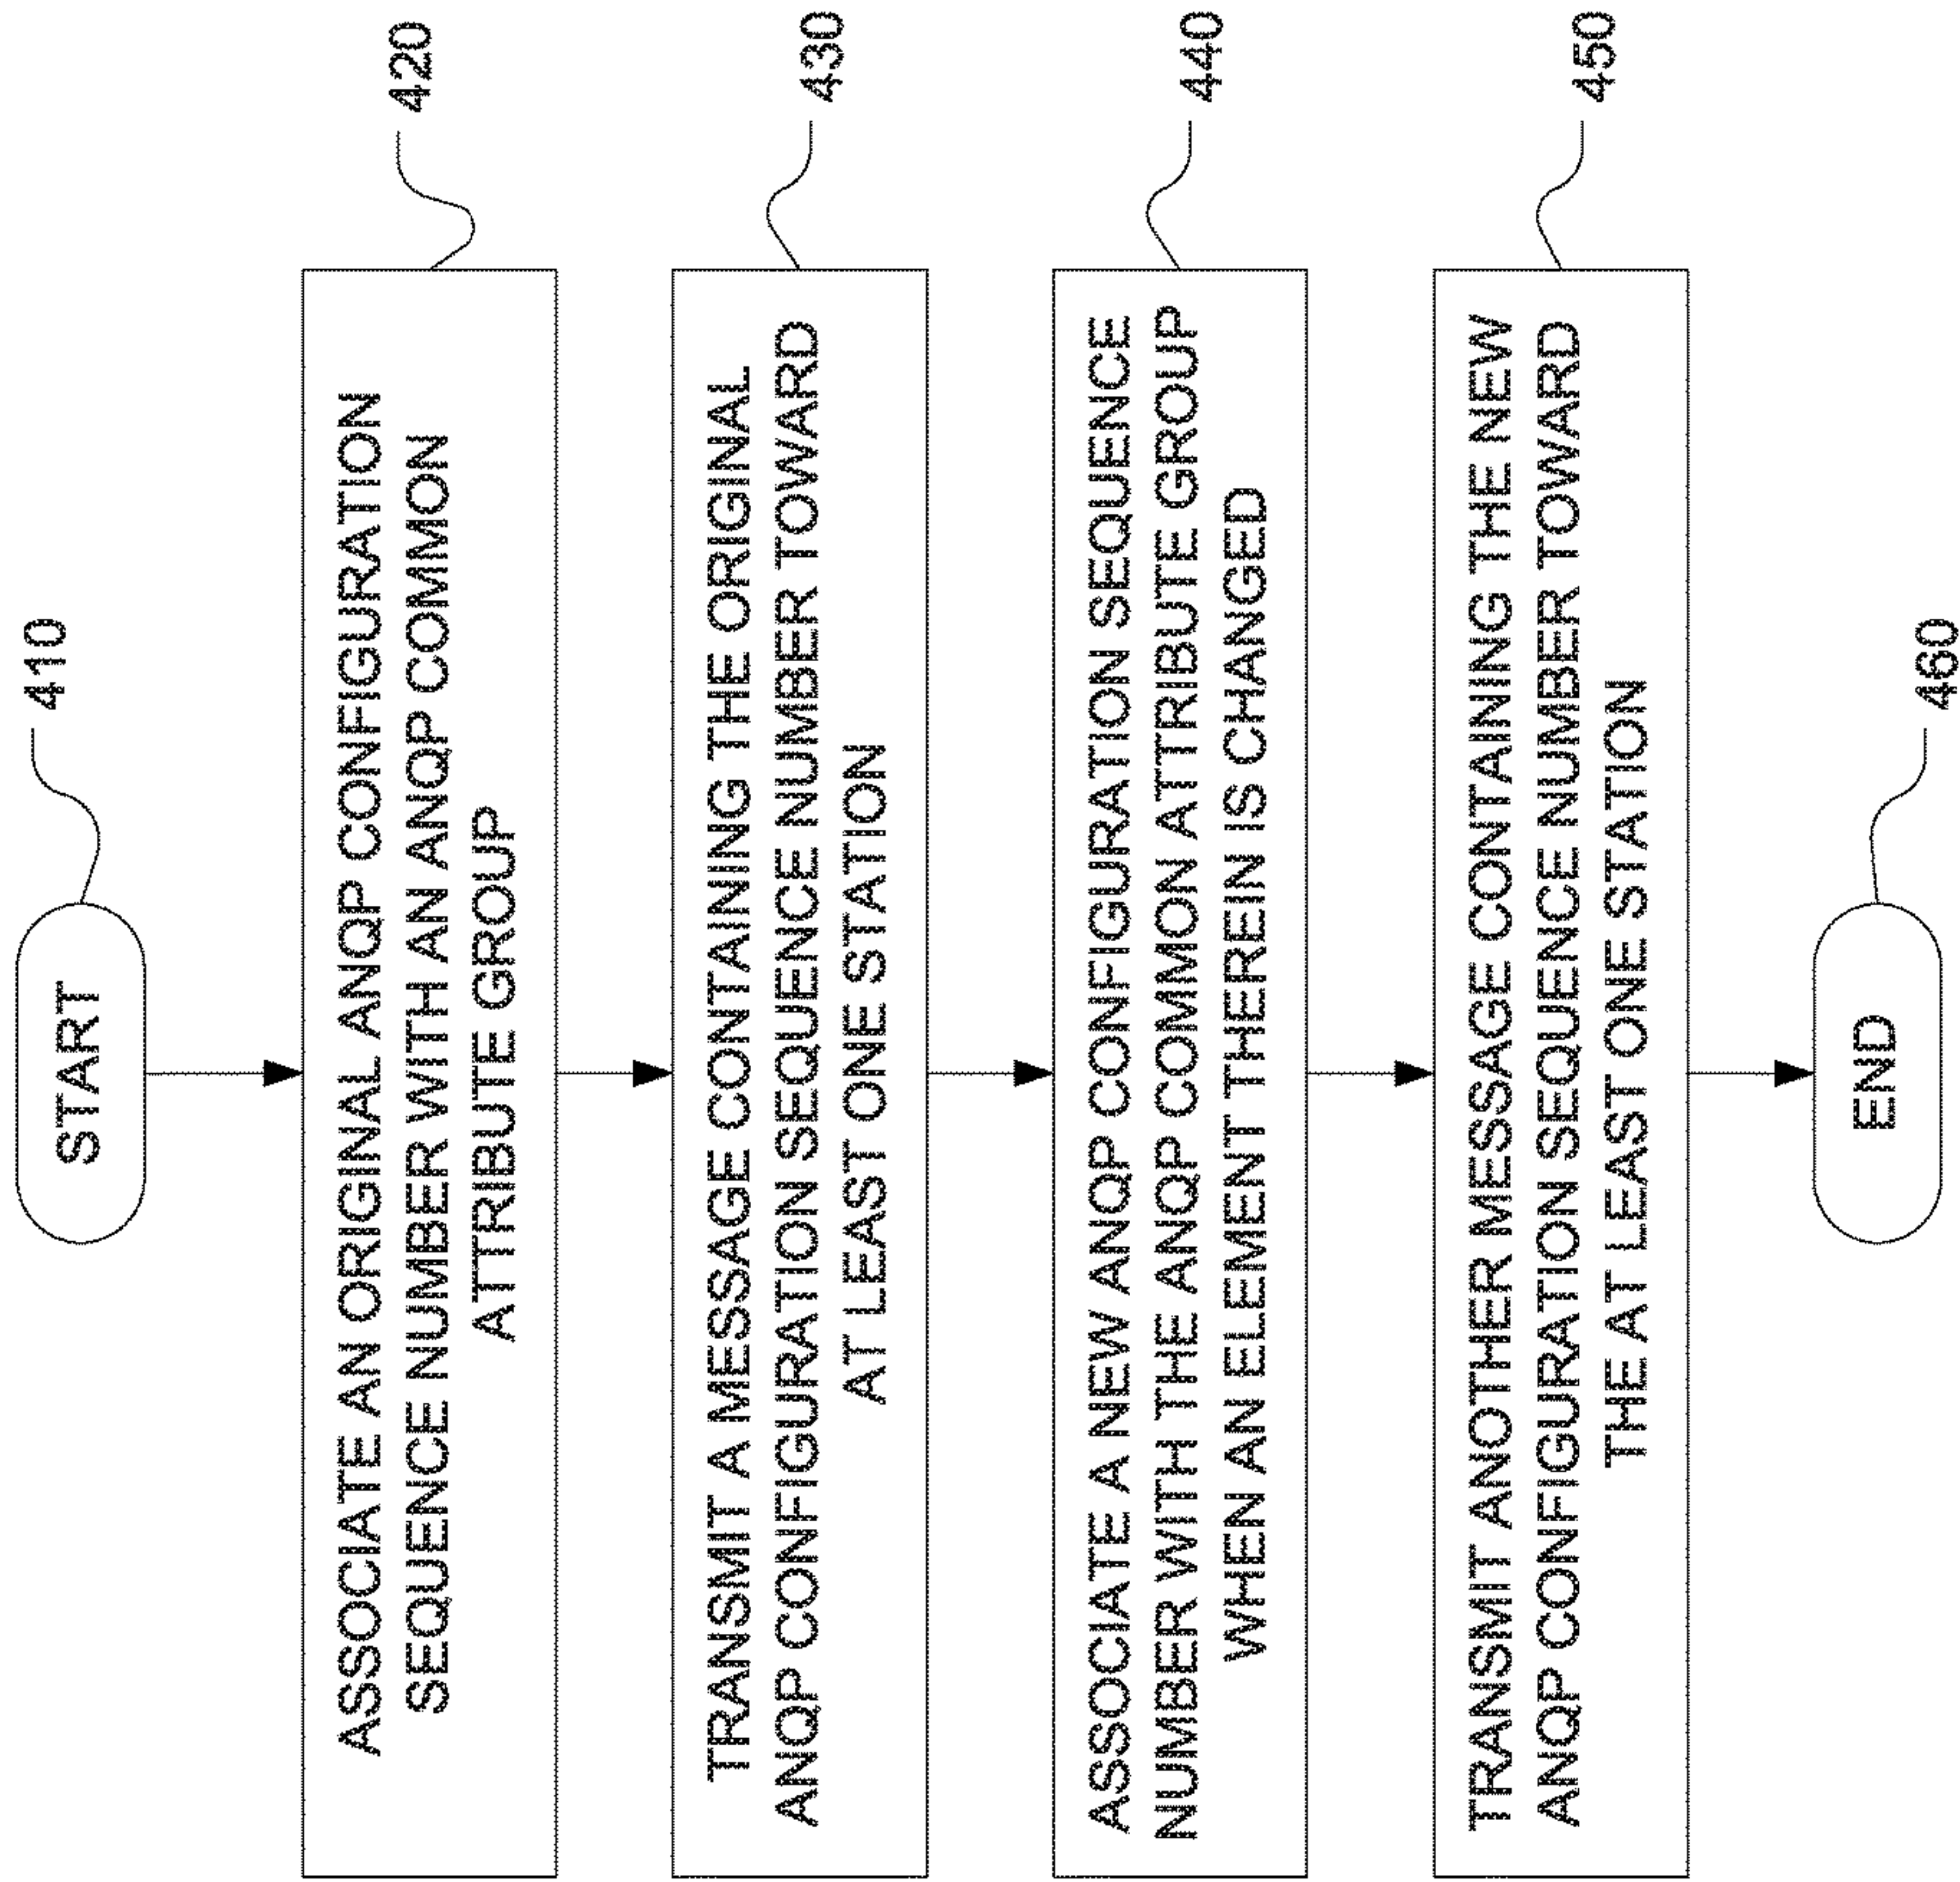 START
410
ASSOCIATE AN ORIGINAL ANQP CONFIGURATION
SEQUENCE NUMBER WITH AN ANQP COMMON
ATTRIBUTE GROUP
420
TRANSMIT A MESSAGE CONTAINING THE ORIGINAL
ANQP CONFIGURATION SEQUENCE NUMBER TOWARD
AT LEAST ONE STATION
430
ASSOCIATE A NEW ANQP CONFIGURATION SEQUENCE
NUMBER WITH THE ANQP COMMON ATTRIBUTE GROUP
WHEN AN ELEMENT THEREIN IS CHANGED
440
TRANSMIT ANOTHER MESSAGE CONTAINING THE NEW
ANQP CONFIGURATION SEQUENCE NUMBER TOWARD
THE AT LEAST ONE STATION
450
END
460